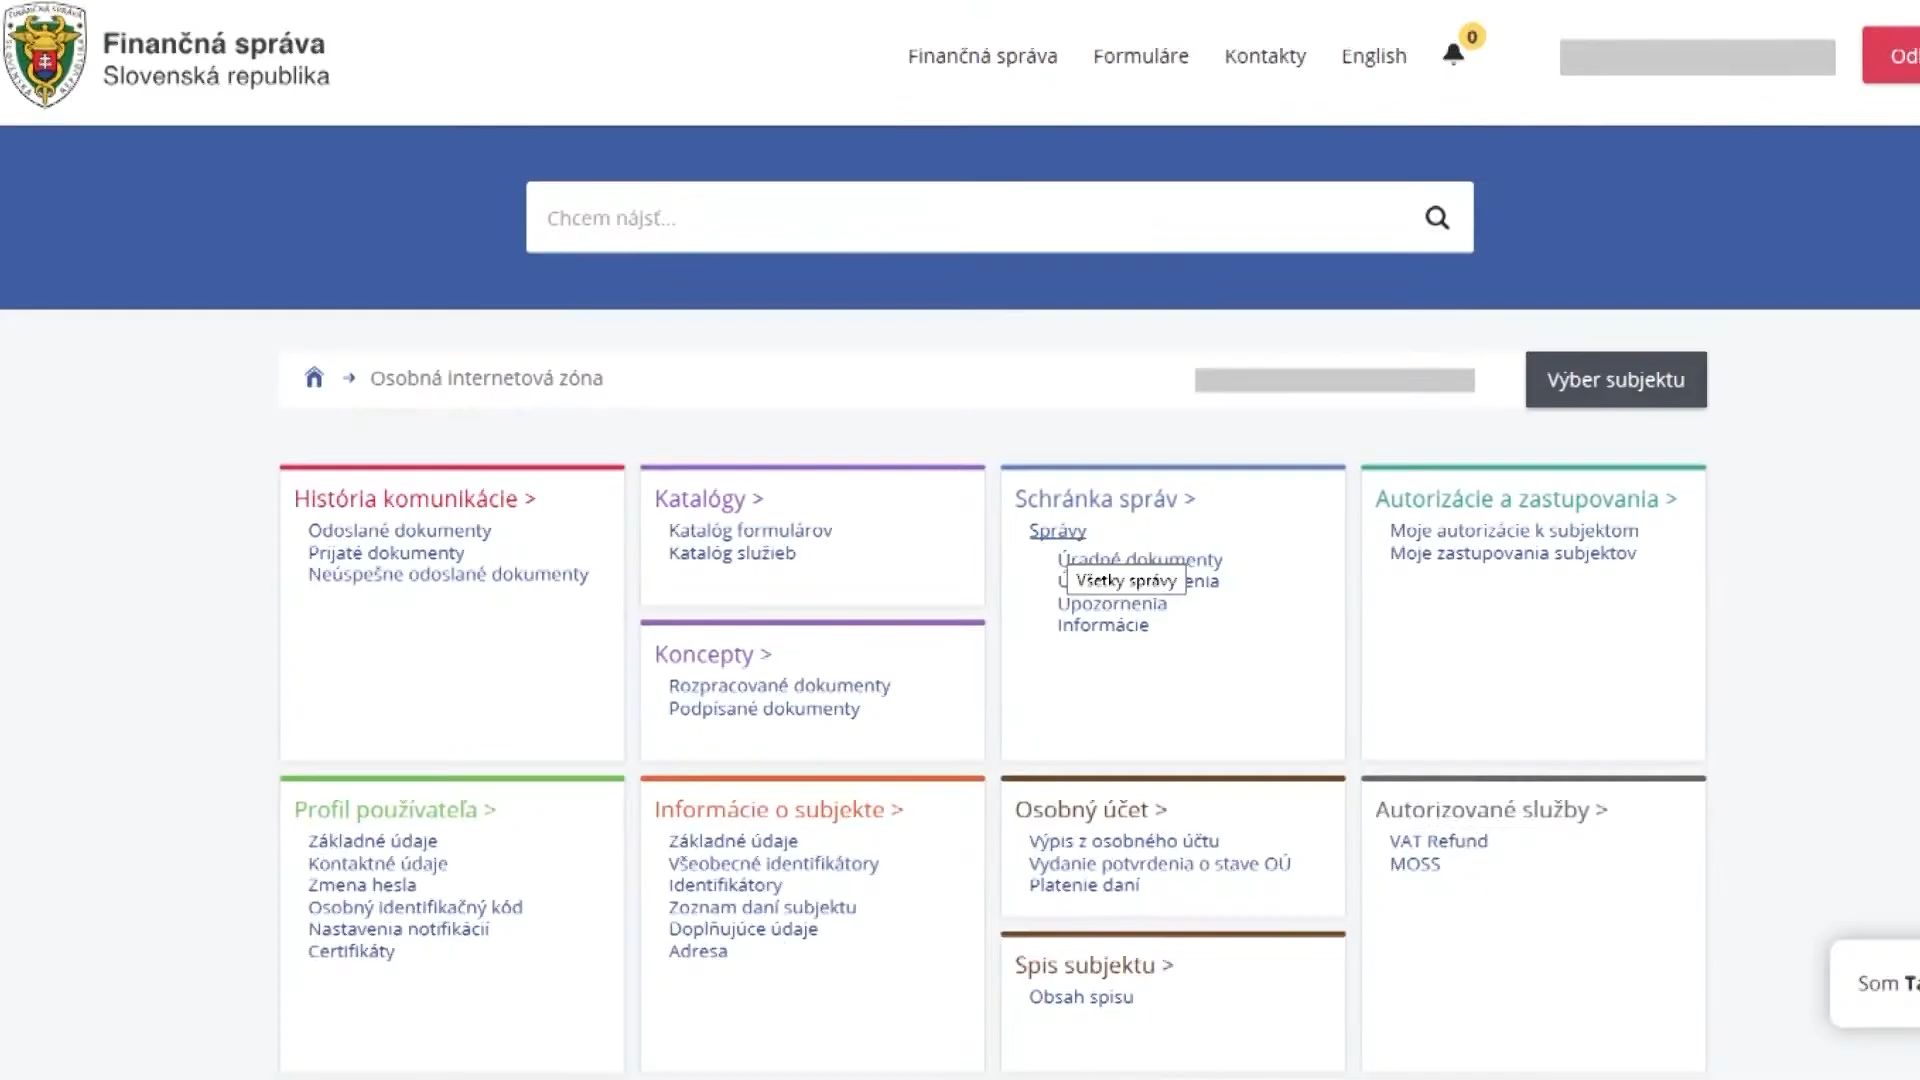 Finančná správa
Slovenská republika
Finančná správa
Formuláre
Kontakty
English
0
Chcem nájsť...
Osobná internetová zóna
Výber subjektu
História komunikácie >
Odoslané dokumenty
Prijaté dokumenty
Neúspešne odoslané dokumenty
Katalógy >
Katalóg formulárov
Katalóg služieb
Koncepty >
Rozpracované dokumenty
Podpísané dokumenty
Schránka správ >
Správy
Úradné dokumenty
Všetky správy
Upozornenia
Informácie
Autorizácie a zastupovania >
Moje autorizácie k subjektom
Moje zastupovania subjektov
Profil používateľa >
Základné údaje
Kontaktné údaje
Zmena hesla
Osobný identifikačný kód
Nastavenia notifikácií
Certifikáty
Informácie o subjekte >
Základné údaje
Všeobecné identifikátory
Identifikátory
Zoznam daní subjektu
Doplňujúce údaje
Adresa
Osobný účet >
Výpis z osobného účtu
Vydanie potvrdenia o stave OÚ
Platenie daní
Spis subjektu >
Obsah spisu
Autorizované služby >
VAT Refund
MOSS
Som